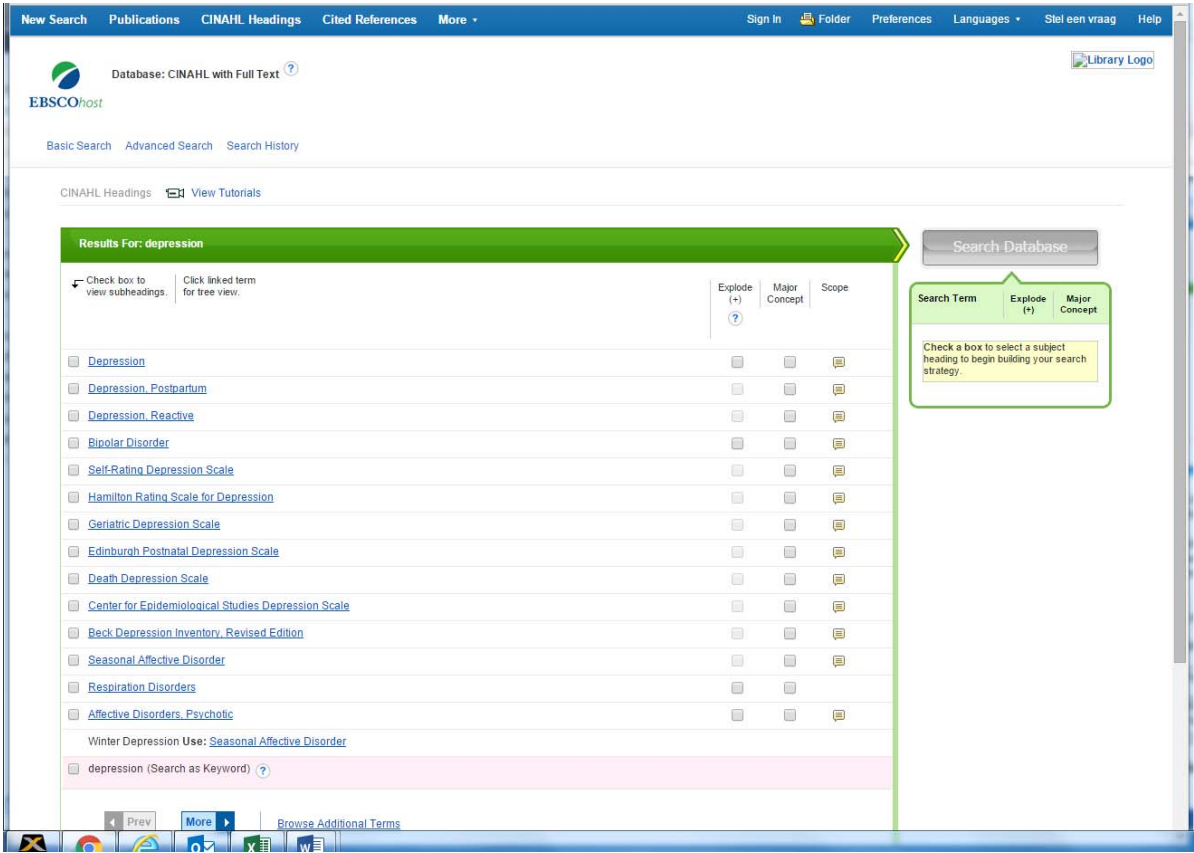 New Search Publications CINAHL Headings Cited References More Sign In Folder Preferences Languages Stel een vraag Help
Database: CINAHL with Full Text ?
Library Logo
EBSCOhost
Basic Search Advanced Search Search History
CINAHL Headings View Tutorials
Results For: depression
Search Database
Check box to
view subheadings.
Click linked term
for tree view.
Explode
(+)
?
Major
Concept
Scope
Search Term
Explode
(+)
Major
Concept
Check a box to select a subject
heading to begin building your search
strategy.
Depression
Depression, Postpartum
Depression, Reactive
Bipolar Disorder
Self-Rating Depression Scale
Hamilton Rating Scale for Depression
Geriatric Depression Scale
Edinburgh Postnatal Depression Scale
Death Depression Scale
Center for Epidemiological Studies Depression Scale
Beck Depression Inventory, Revised Edition
Seasonal Affective Disorder
Respiration Disorders
Affective Disorders, Psychotic
Winter Depression Use: Seasonal Affective Disorder
depression (Search as Keyword) ?
Prev More Browse Additional Terms